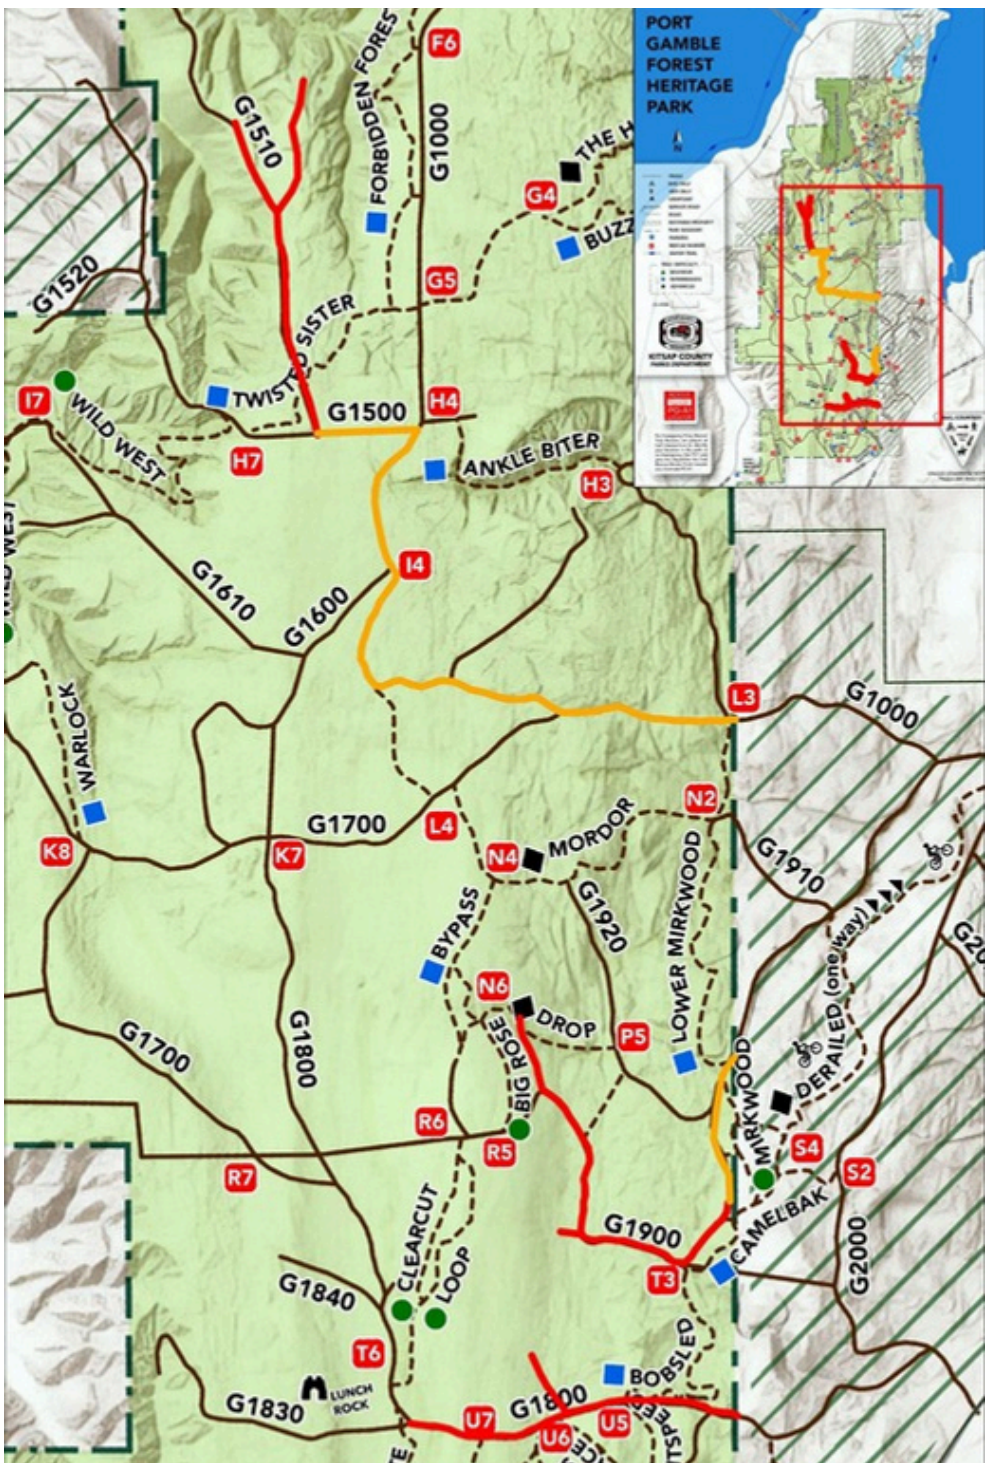 F6
FORBIDDEN FORES
G1510
G1000
THE H
G4
BUZZ
G1520
G5
TWISTED SISTER
I7
WILD WEST
G1500
H4
H7
ANKLE BITER
H3
WILD WEST
I4
G1610
G1600
WARLOCK
L3
G1000
N2
G1700
L4
MORDOR
K8
K7
N4
G1910
BYPASS
G1920
LOWER MIRKWOOD
DERAILED (one way)
G20
N6
DROP
P5
G1700
G1800
BIG ROSE
MIRKWOOD
R6
R5
S4
S2
R7
CLEARCUT
LOOP
G1900
CAMELBAK
G2000
T3
G1840
T6
BOBSLED
LUNCH
ROCK
G1830
G1800
U7
U6
U5
PORT
GAMBLE
FOREST
HERITAGE
PARK
N
KITSAP COUNTY
PARKS DEPARTMENT